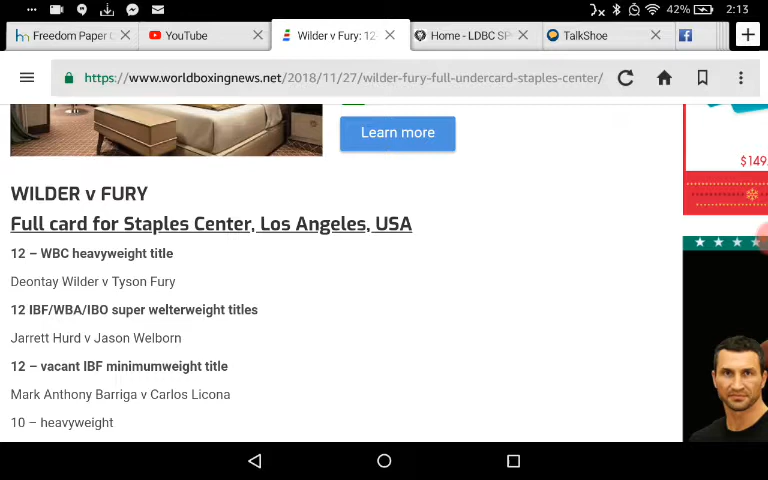 42% 2:13
Freedom Paper
YouTube
Wilder v Fury: 12
Home - LDBC SP
TalkShoe
https://www.worldboxingnews.net/2018/11/27/wilder-fury-full-undercard-staples-center/
Learn more
$149
WILDER v FURY
Full card for Staples Center, Los Angeles, USA
12 – WBC heavyweight title
Deontay Wilder v Tyson Fury
12 IBF/WBA/IBO super welterweight titles
Jarrett Hurd v Jason Welborn
12 – vacant IBF minimumweight title
Mark Anthony Barriga v Carlos Licona
10 – heavyweight